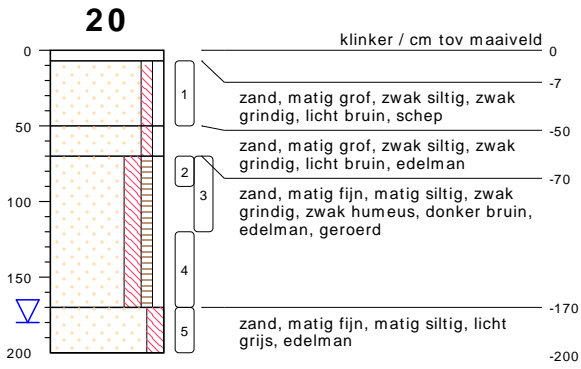 20
klinker / cm tov maaiveld
0
0
-7
1
zand, matig grof, zwak siltig, zwak
grindig, licht bruin, schep
50
-50
zand, matig grof, zwak siltig, zwak
grindig, licht bruin, edelman
-70
2
3
zand, matig fijn, matig siltig, zwak
grindig, zwak humeus, donker bruin,
edelman, geroerd
100
4
150
-170
5
zand, matig fijn, matig siltig, licht
grijs, edelman
200
-200